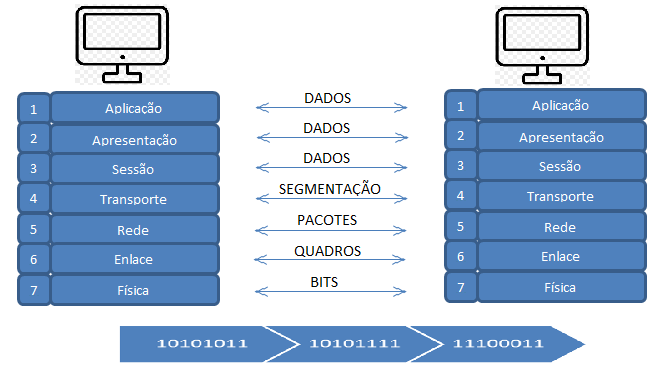 1 Aplicação DADOS 1 Aplicação
2 Apresentação DADOS 2 Apresentação
3 Sessão DADOS 3 Sessão
4 Transporte SEGMENTAÇÃO 4 Transporte
5 Rede PACOTES 5 Rede
6 Enlace QUADROS 6 Enlace
7 Física BITS 7 Física
10101011 10101111 11100011